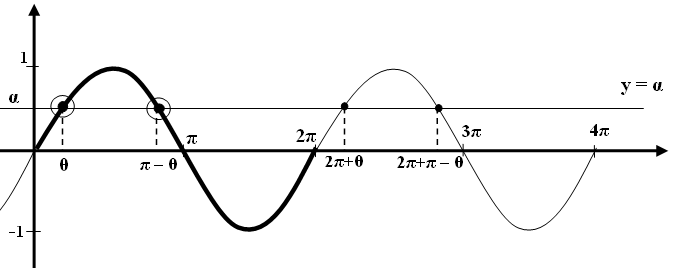 1
α
y = α
π
2π
3π
4π
θ
π – θ
2π+θ
2π+π – θ
-1